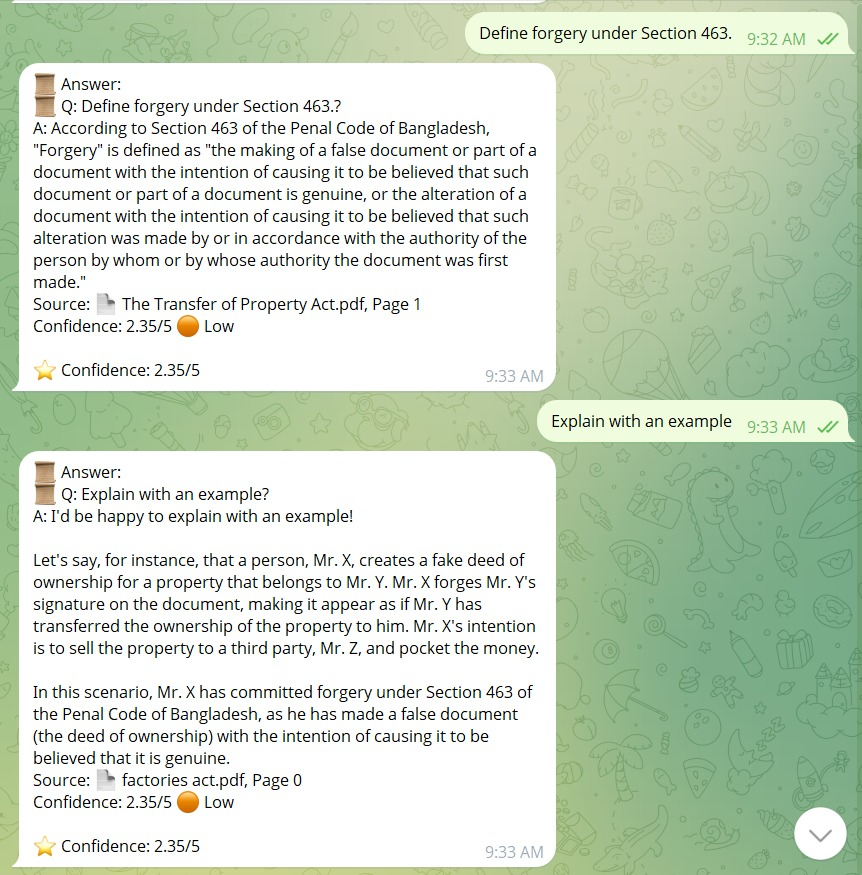 Define forgery under Section 463.
9:32 AM
Answer:
Q: Define forgery under Section 463.?
A: According to Section 463 of the Penal Code of Bangladesh,
"Forgery" is defined as "the making of a false document or part of a
document with the intention of causing it to be believed that such
document or part of a document is genuine, or the alteration of a
document with the intention of causing it to be believed that such
alteration was made by or in accordance with the authority of the
person by whom or by whose authority the document was first
made."
Source: The Transfer of Property Act.pdf, Page 1
Confidence: 2.35/5 Low
Confidence: 2.35/5
9:33 AM
Explain with an example
9:33 AM
Answer:
Q: Explain with an example?
A: I'd be happy to explain with an example!
Let's say, for instance, that a person, Mr. X, creates a fake deed of
ownership for a property that belongs to Mr. Y. Mr. X forges Mr. Y's
signature on the document, making it appear as if Mr. Y has
transferred the ownership of the property to him. Mr. X's intention
is to sell the property to a third party, Mr. Z, and pocket the money.
In this scenario, Mr. X has committed forgery under Section 463 of
the Penal Code of Bangladesh, as he has made a false document
(the deed of ownership) with the intention of causing it to be
believed that it is genuine.
Source: factories act.pdf, Page 0
Confidence: 2.35/5 Low
Confidence: 2.35/5
9:33 AM